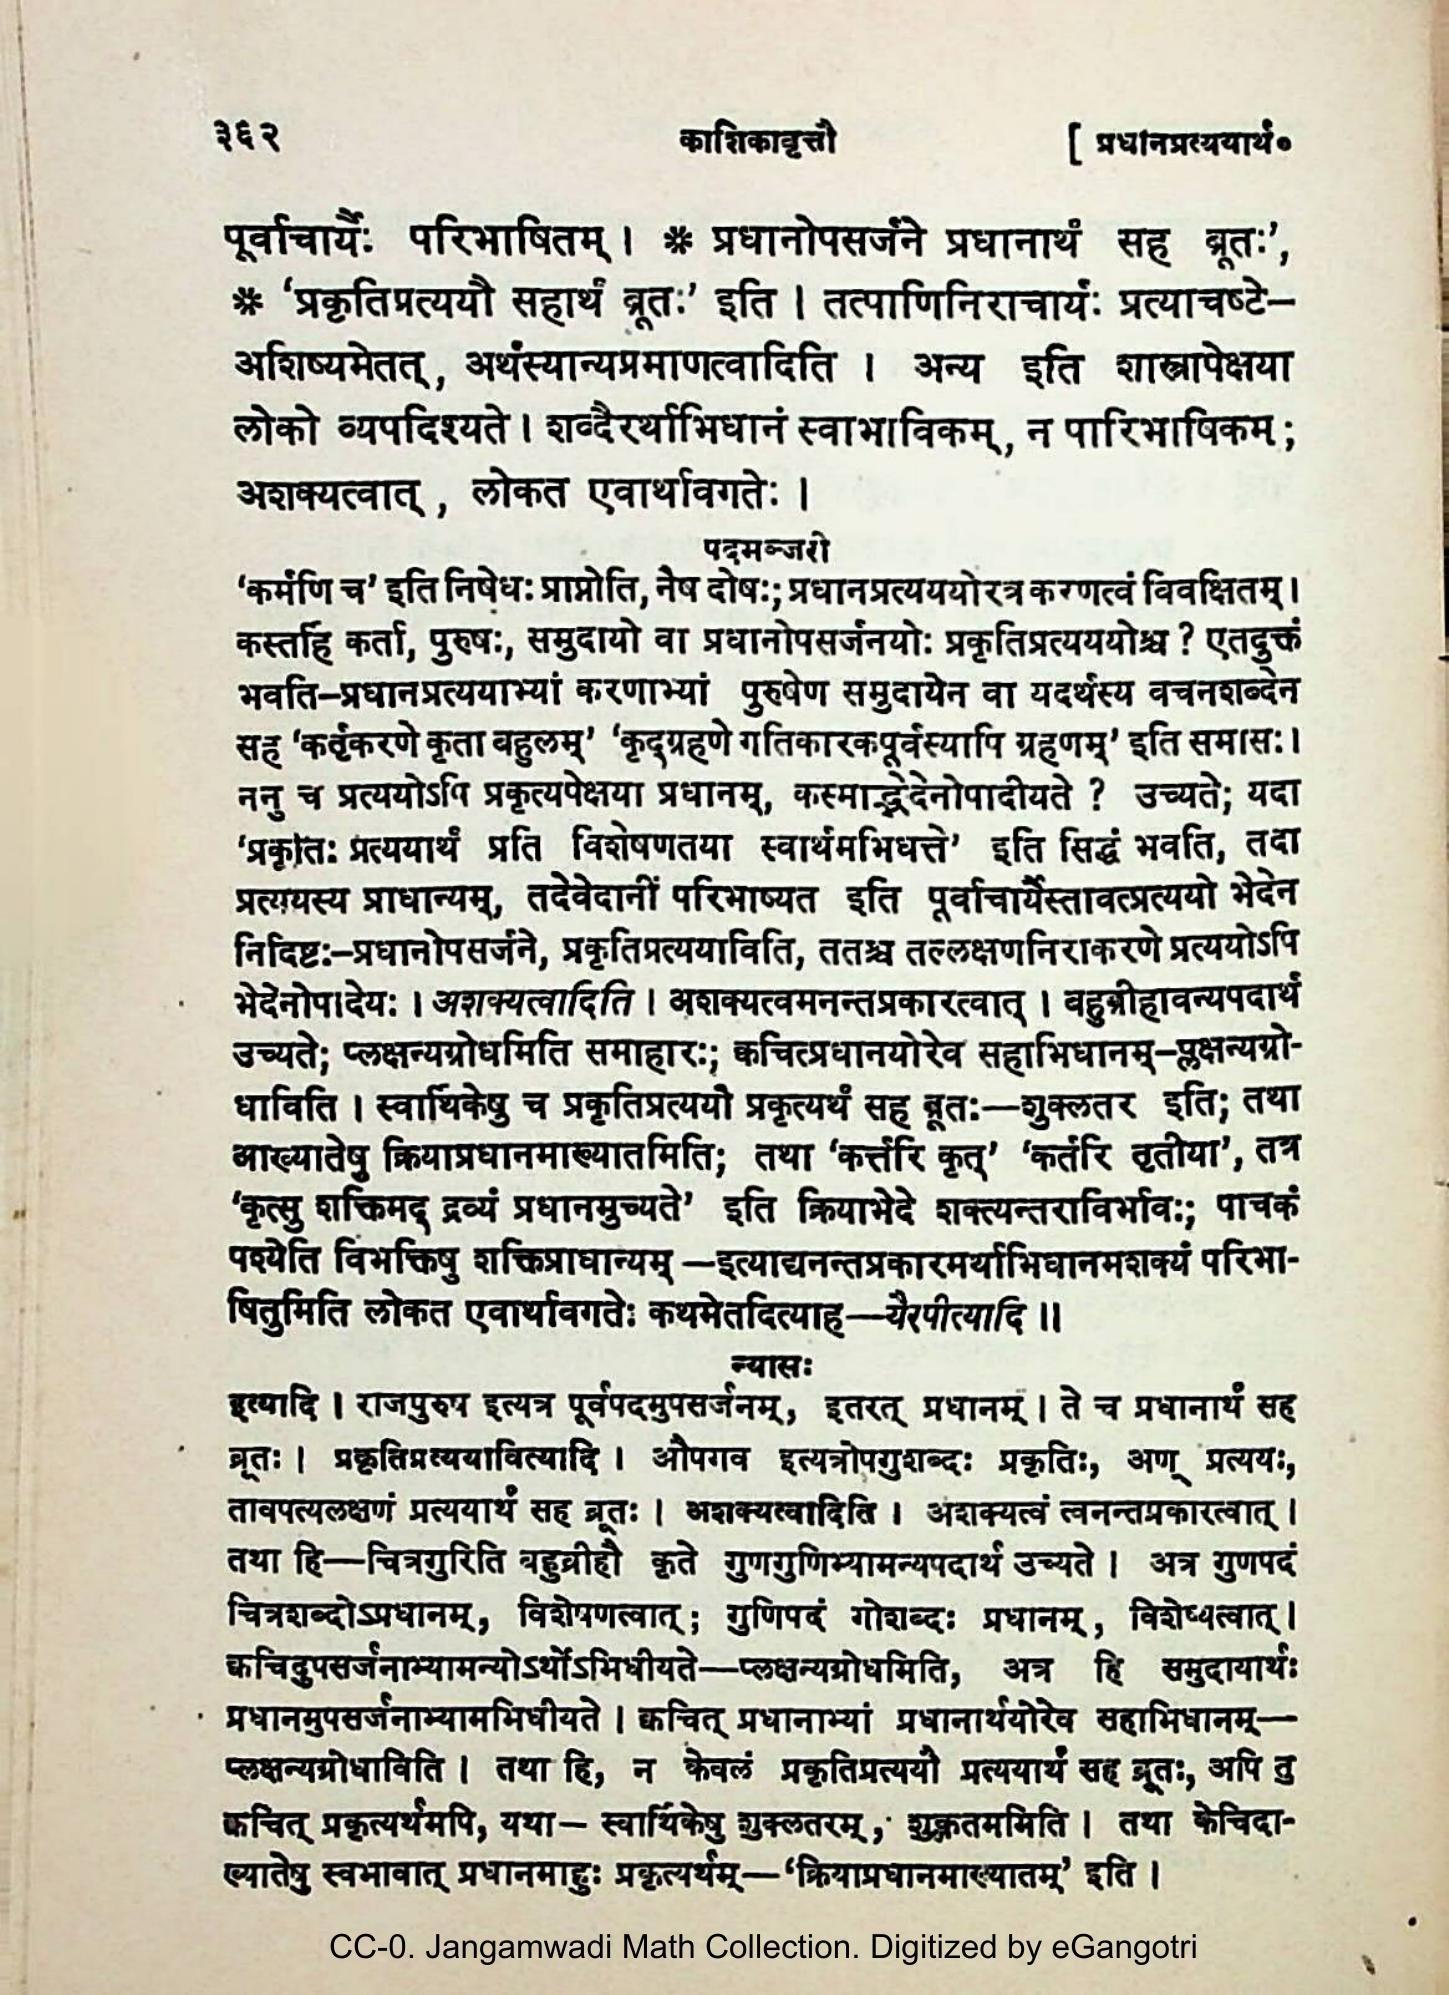 ३६२ काशिकावृत्तौ [ प्रधानप्रत्ययार्थ॰
पूर्वाचार्यैः परिभाषितम् । * प्रधानोपसर्जने प्रधानार्थं सह ब्रूतः',
* 'प्रकृतिप्रत्ययौ सहार्थं ब्रूतः' इति । तत्पाणिनिराचार्यः प्रत्याचष्टे–
अशिष्यमेतत्, अर्थस्यान्यप्रमाणत्वादिति । अन्य इति शास्त्रापेक्षया
लोको व्यपदिश्यते । शब्दैरर्थाभिधानं स्वाभाविकम्, न पारिभाषिकम्;
अशक्यत्वात्, लोकत एवार्थावगतेः ।
पदमञ्जरी
'कर्मणि च' इति निषेधः प्राप्नोति, नैष दोषः; प्रधानप्रत्यययोरत्र करणत्वं विवक्षितम् ।
कस्तर्हि कर्ता, पुरुषः, समुदायो वा प्रधानोपसर्जनयोः प्रकृतिप्रत्यययोश्च ? एतदुक्तं
भवति–प्रधानप्रत्ययाभ्यां करणाभ्यां पुरुषेण समुदायेन वा यदर्थस्य वचनशब्देन
सह 'कर्तृकरणे कृता बहुलम्' 'कृद्ग्रहणे गतिकारकपूर्वस्यापि ग्रहणम्' इति समासः ।
ननु च प्रत्ययोऽपि प्रकृत्यपेक्षया प्रधानम्, कस्माद्भेदेनोपादीयते ? उच्यते; यदा
'प्रकृतिः प्रत्ययार्थं प्रति विशेषणतया स्वार्थमभिधत्ते' इति सिद्धं भवति, तदा
प्रत्ययस्य प्राधान्यम्, तदेवेदानीं परिभाष्यत इति पूर्वाचार्यैस्तावत्प्रत्ययो भेदेन
निर्दिष्टः–प्रधानोपसर्जने, प्रकृतिप्रत्ययाविति, ततश्च तल्लक्षणनिराकरणे प्रत्ययोऽपि
भेदेनोपादेयः । अशक्यत्वादिति । अशक्यत्वमनन्तप्रकारत्वात् । बहुव्रीहावन्यपदार्थं
उच्यते; प्लक्षन्यग्रोधमिति समाहारः; क्वचित्प्रधानयोरेव सहाभिधानम्–प्लक्षन्यग्रो-
धाविति । स्वार्थिकेषु च प्रकृतिप्रत्ययौ प्रकृत्यर्थं सह ब्रूतः—शुक्लतर इति; तथा
आख्यातेषु क्रियाप्रधानमाख्यातमिति; तथा 'कर्त्तरि कृत्' 'कर्तरि तृतीया', तत्र
'कृत्सु शक्तिमद् द्रव्यं प्रधानमुच्यते' इति क्रियाभेदे शक्त्यन्तराविर्भावः; पाचकं
पश्येति विभक्तिषु शक्तिप्राधान्यम् —इत्याद्यनन्तप्रकारमर्थाभिधानमशक्यं परिभा-
षितुमिति लोकत एवार्थावगतेः कथमेतदित्याह—यैरपीत्यादि ॥
न्यासः
इत्यादि । राजपुरुष इत्यत्र पूर्वपदमुपसर्जनम्, इतरत् प्रधानम् । ते च प्रधानार्थं सह
ब्रूतः । प्रकृतिप्रत्ययावित्यादि । औपगव इत्यत्रोपगुशब्दः प्रकृतिः, अण् प्रत्ययः,
तावपत्यलक्षणं प्रत्ययार्थं सह ब्रूतः । अशक्यत्वादिति । अशक्यत्वं त्वनन्तप्रकारत्वात् ।
तथा हि—चित्रगुरिति बहुव्रीहौ कृते गुणगुणिभ्यामन्यपदार्थ उच्यते । अत्र गुणपदं
चित्रशब्दोऽप्रधानम्, विशेषणत्वात्; गुणिपदं गोशब्दः प्रधानम्, विशेष्यत्वात् ।
क्वचिदुपसर्जनाभ्यामन्योऽर्थोऽभिधीयते—प्लक्षन्यग्रोधमिति, अत्र हि समुदायार्थः
प्रधानमुपसर्जनाभ्यामभिधीयते । क्वचित् प्रधानाभ्यां प्रधानार्थयोरेव सहाभिधानम्—
प्लक्षन्यग्रोधाविति । तथा हि, न केवलं प्रकृतिप्रत्ययौ प्रत्ययार्थं सह ब्रूतः, अपि तु
क्वचित् प्रकृत्यर्थमपि, यथा– स्वार्थिकेषु शुक्लतरम्, शुक्लतममिति । तथा केचिदा-
ख्यातेषु स्वभावात् प्रधानमाहुः प्रकृत्यर्थम्—'क्रियाप्रधानमाख्यातम्' इति ।
CC-0. Jangamwadi Math Collection. Digitized by eGangotri